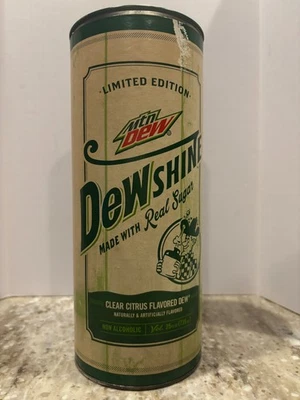 LIMITED EDITION
Mtn
DEW
DEWSHINE
MADE WITH Real Sugar
CLEAR CITRUS FLAVORED DEW
NATURALLY & ARTIFICIALLY FLAVORED
NON ALCOHOLIC